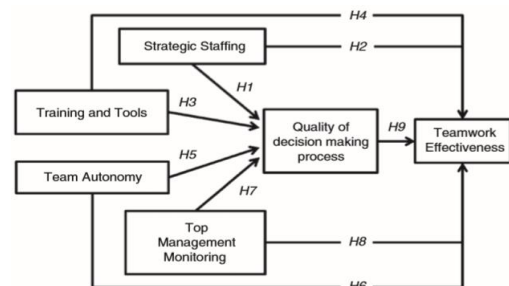 H4
Strategic Staffing
H2
H1
Training and Tools
H3
Quality of
decision making
process
H9
Teamwork
Effectiveness
H5
Team Autonomy
H7
Top
Management
Monitoring
H8
H6